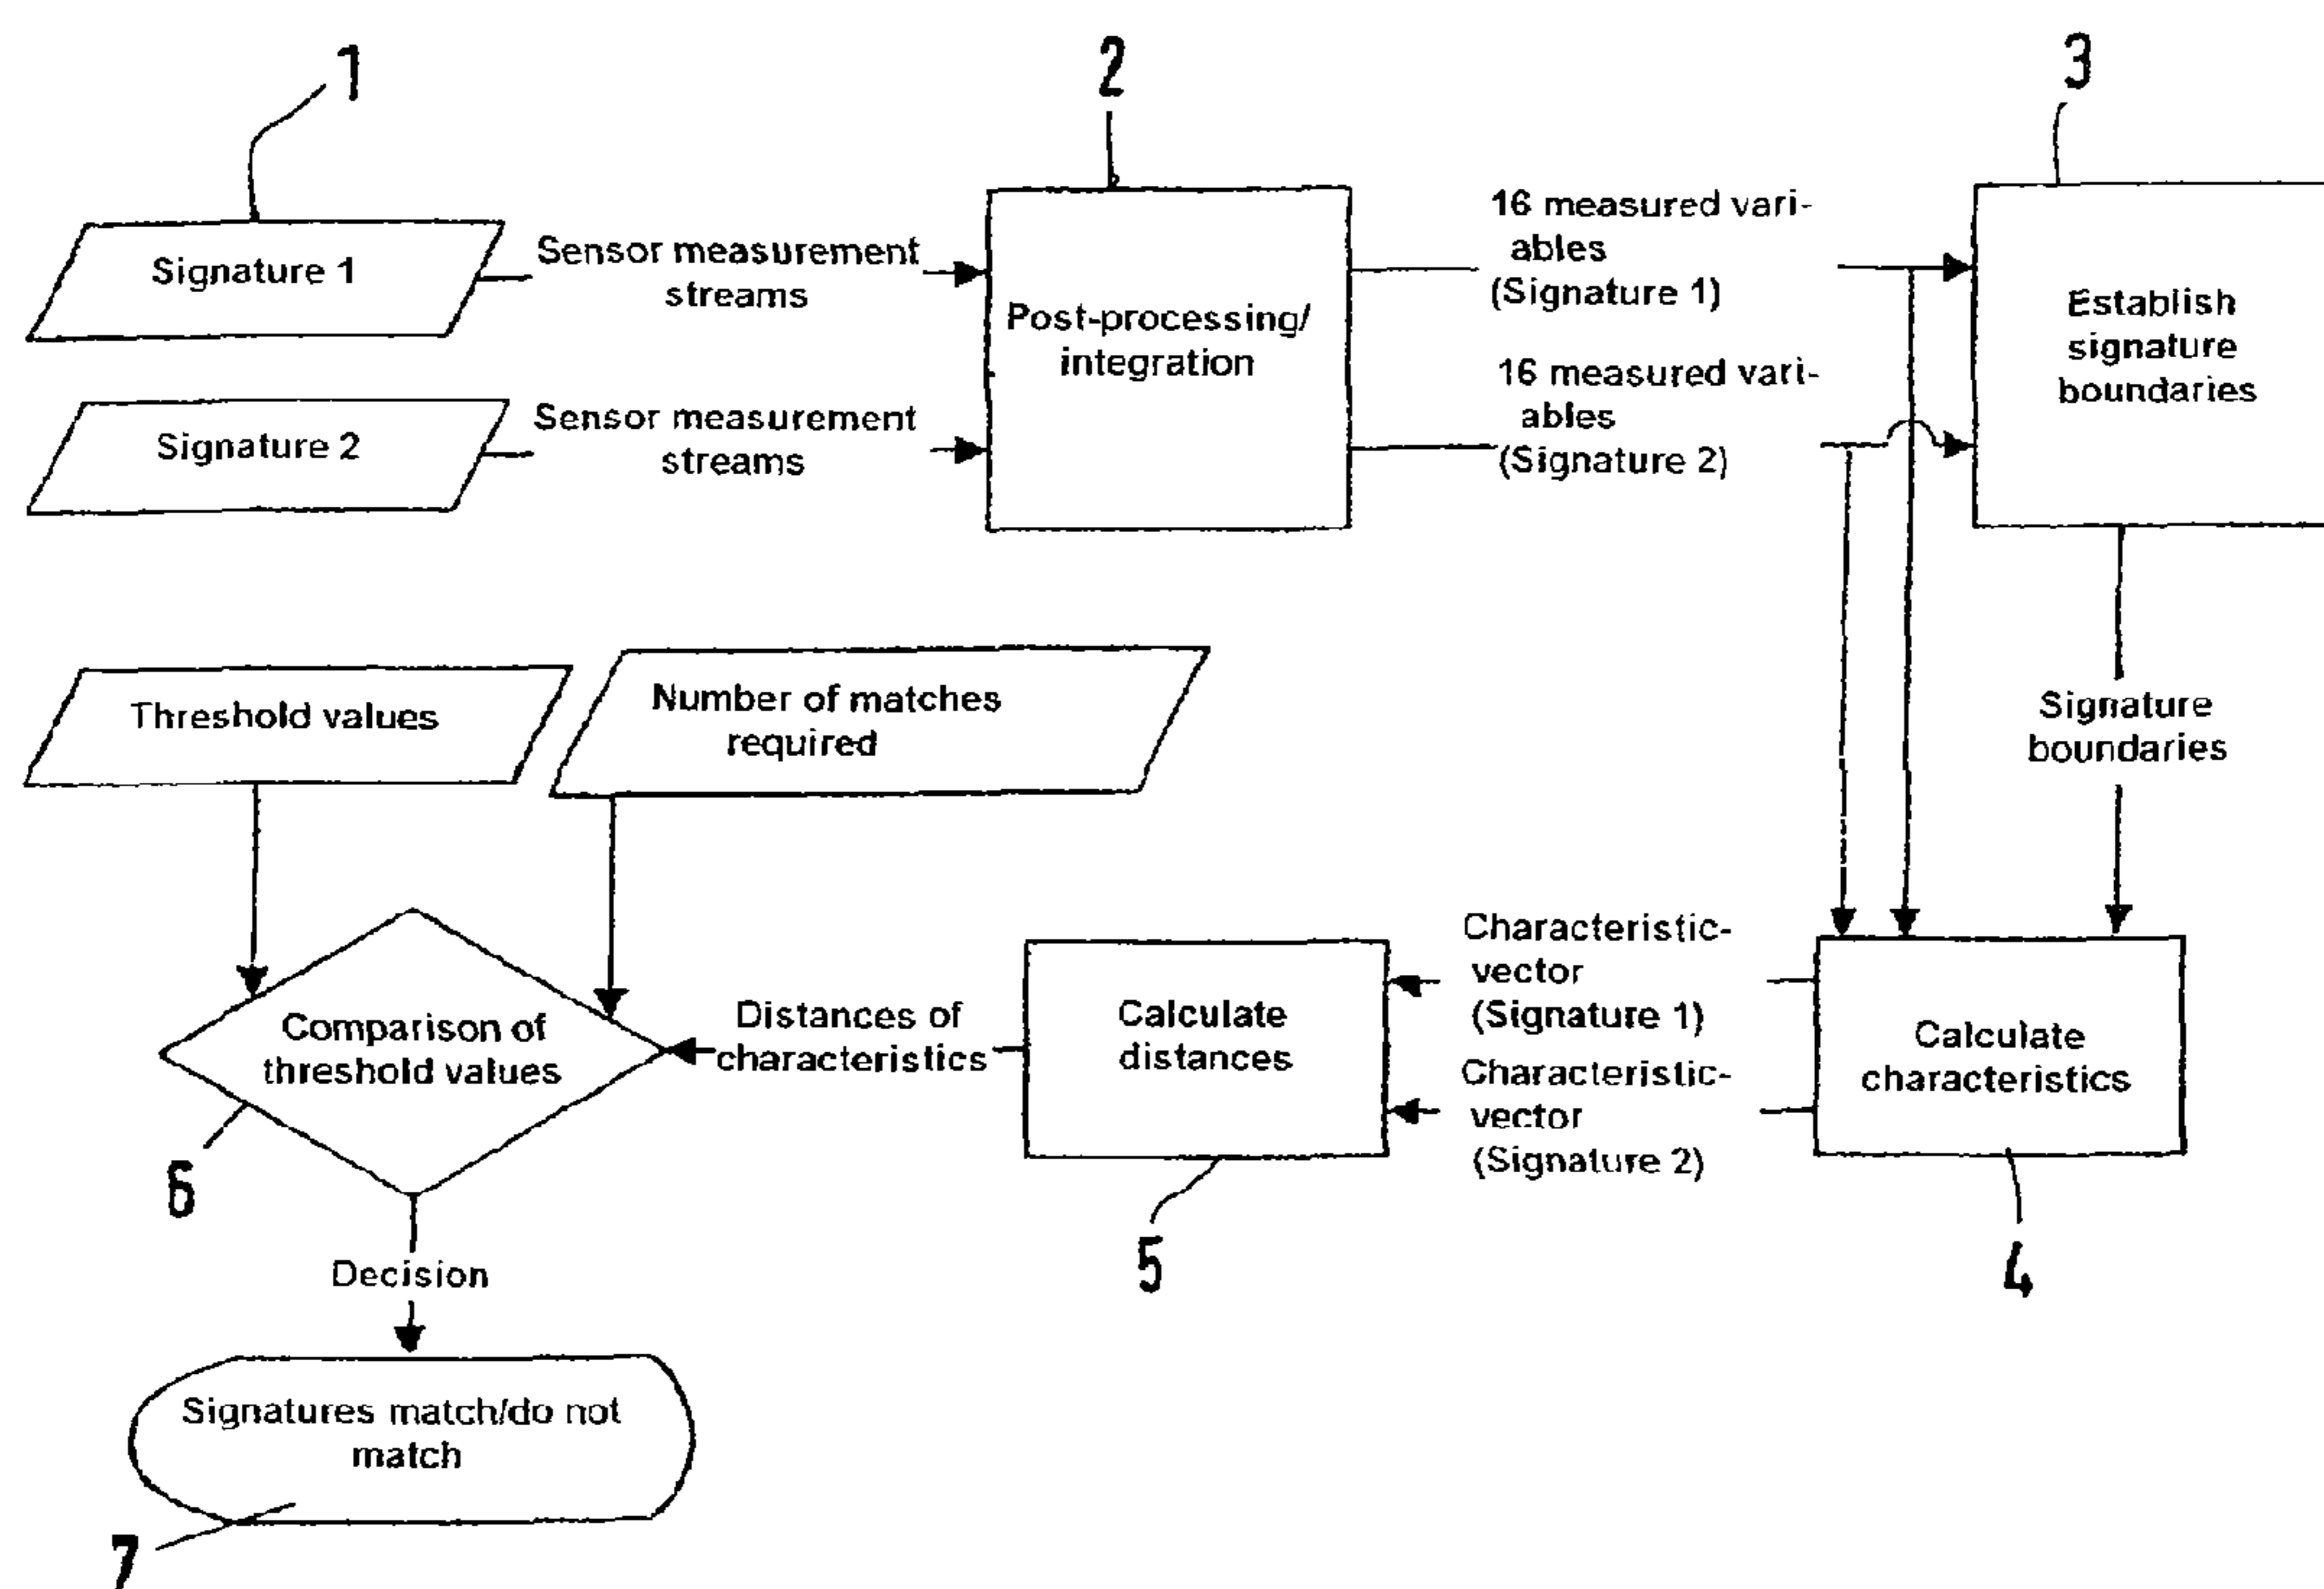 1
2
3
Signature 1
Sensor measurement
streams
Post-processing/
integration
16 measured vari-
ables
(Signature 1)
Establish
signature
boundaries
Signature 2
Sensor measurement
streams
16 measured vari-
ables
(Signature 2)
Threshold values
Number of matches
required
Signature
boundaries
Comparison of
threshold values
Distances of
characteristics
Calculate
distances
Characteristic-
vector
(Signature 1)
Characteristic-
vector
(Signature 2)
Calculate
characteristics
6
5
4
Decision
Signatures match/do not
match
7